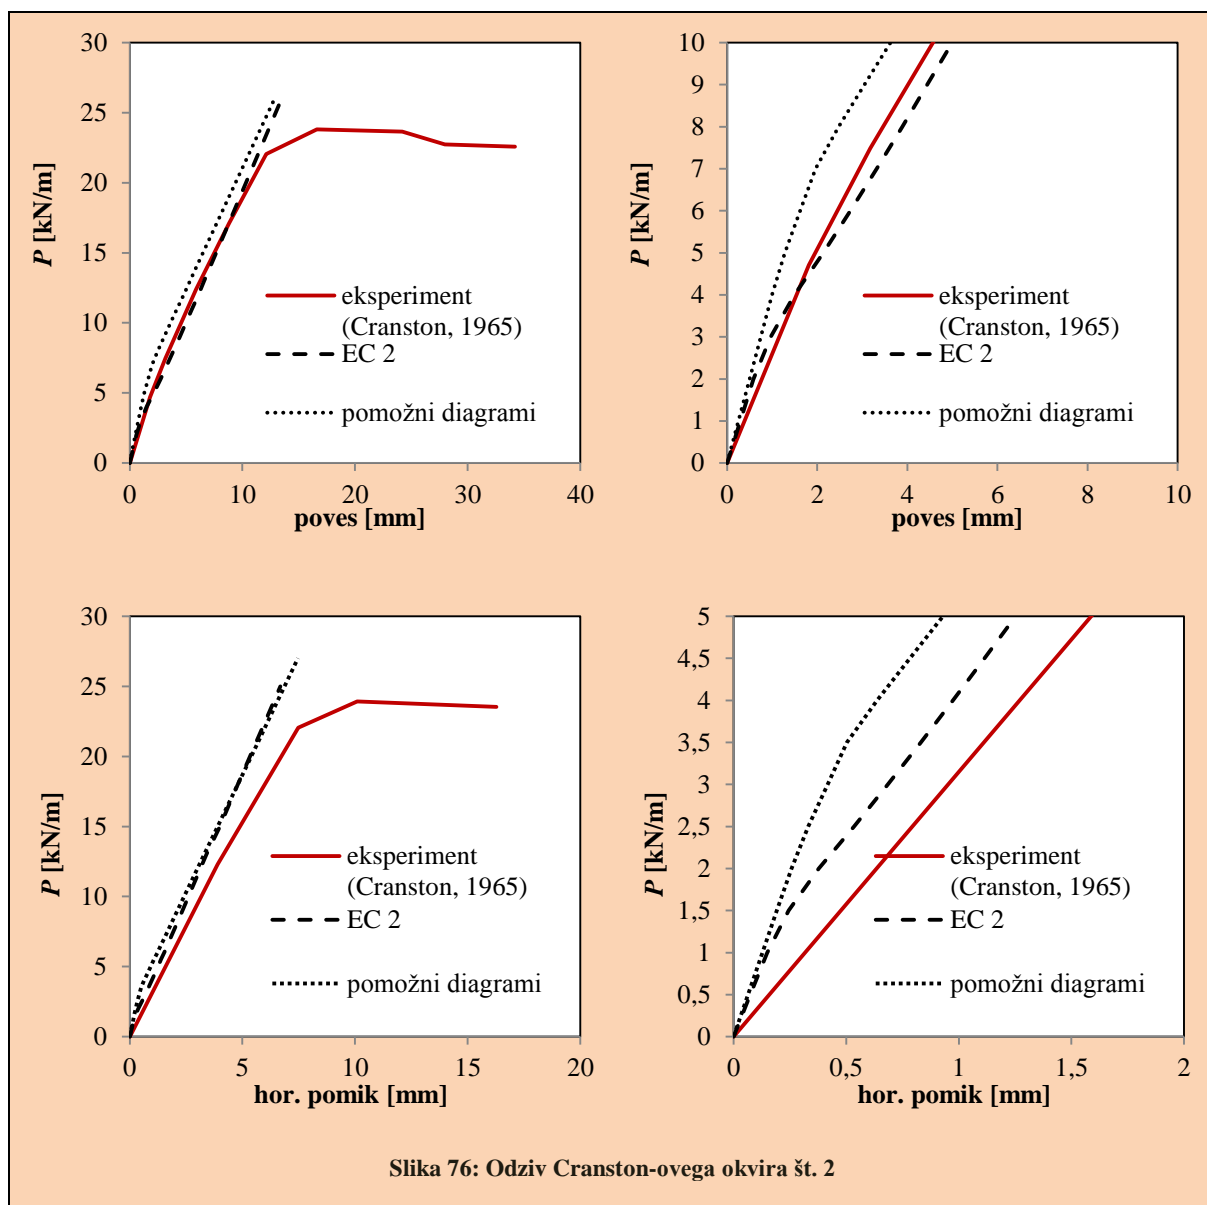 30
25
20
15
10
5
0
P [kN/m]
0 10 20 30 40
poves [mm]
eksperiment
(Cranston, 1965)
EC 2
pomožni diagrami
10
9
8
7
6
5
4
3
2
1
0
P [kN/m]
0 2 4 6 8 10
poves [mm]
eksperiment
(Cranston, 1965)
EC 2
pomožni diagrami
30
25
20
15
10
5
0
P [kN/m]
0 5 10 15 20
hor. pomik [mm]
eksperiment
(Cranston, 1965)
EC 2
pomožni diagrami
5
4,5
4
3,5
3
2,5
2
1,5
1
0,5
0
P [kN/m]
0 0,5 1 1,5 2
hor. pomik [mm]
eksperiment
(Cranston, 1965)
EC 2
pomožni diagrami
Slika 76: Odziv Cranston-ovega okvira št. 2